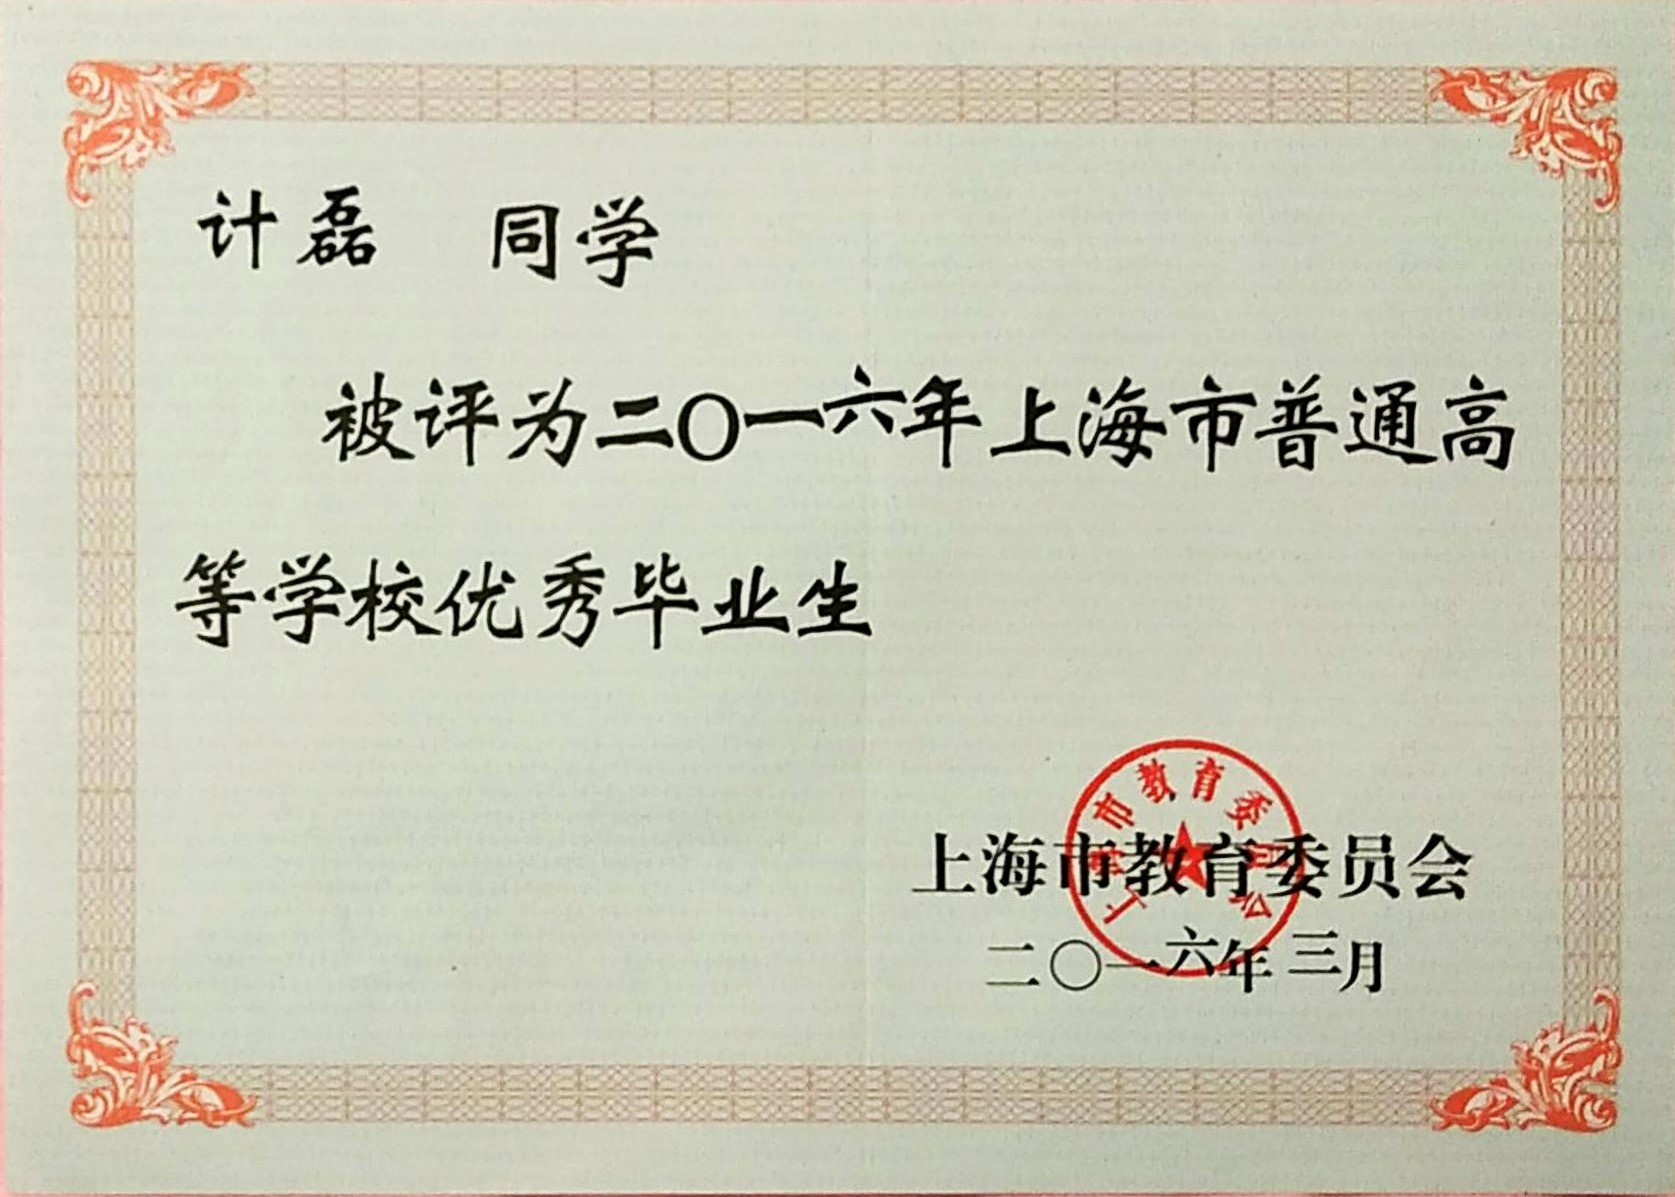 计磊 同学
被评为二〇一六年上海市普通高
等学校优秀毕业生
上海市教育委员会
上海市教育委员会
二〇一六年三月